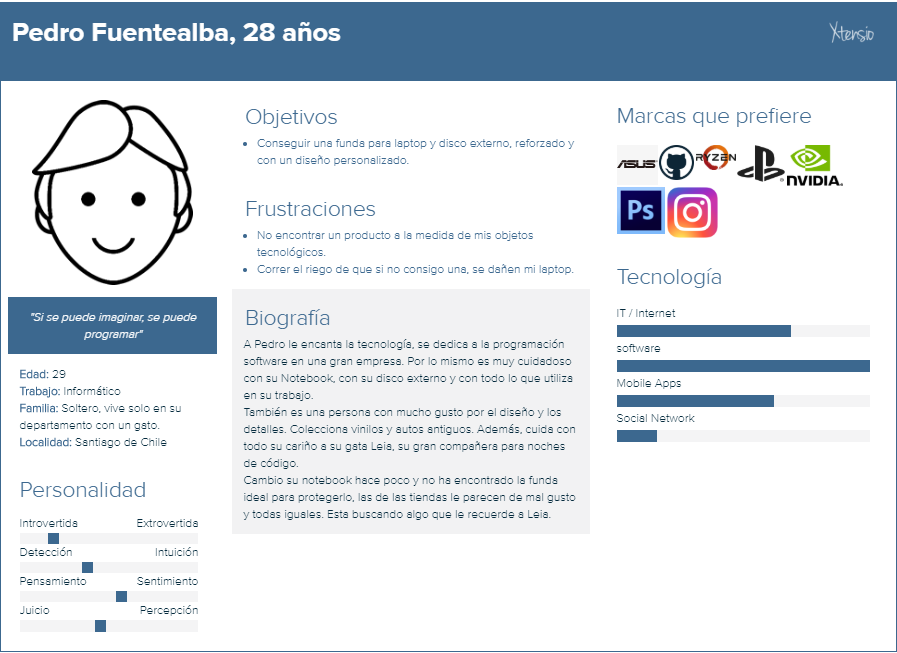 Pedro Fuentealba, 28 años
Xtensio
"Si se puede imaginar, se puede
programar"
Edad: 29
Trabajo: Informático
Familia: Soltero, vive solo en su
departamento con un gato.
Localidad: Santiago de Chile
Personalidad
Introvertida Extrovertida
Detección Intuición
Pensamiento Sentimiento
Juicio Percepción
Objetivos
Conseguir una funda para laptop y disco externo, reforzado y
con un diseño personalizado.
Frustraciones
No encontrar un producto a la medida de mis objetos
tecnológicos.
Correr el riego de que si no consigo una, se dañen mi laptop.
Biografía
A Pedro le encanta la tecnología, se dedica a la programación
software en una gran empresa. Por lo mismo es muy cuidadoso
con su Notebook, con su disco externo y con todo lo que utiliza
en su trabajo.
También es una persona con mucho gusto por el diseño y los
detalles. Colecciona vinilos y autos antiguos. Además, cuida con
todo su cariño a su gata Leia, su gran compañera para noches
de código.
Cambio su notebook hace poco y no ha encontrado la funda
ideal para protegerlo, las de las tiendas le parecen de mal gusto
y todas iguales. Esta buscando algo que le recuerde a Leia.
Marcas que prefiere
ASUS
RYZEN
NVIDIA.
Ps
Tecnología
IT / Internet
software
Mobile Apps
Social Network